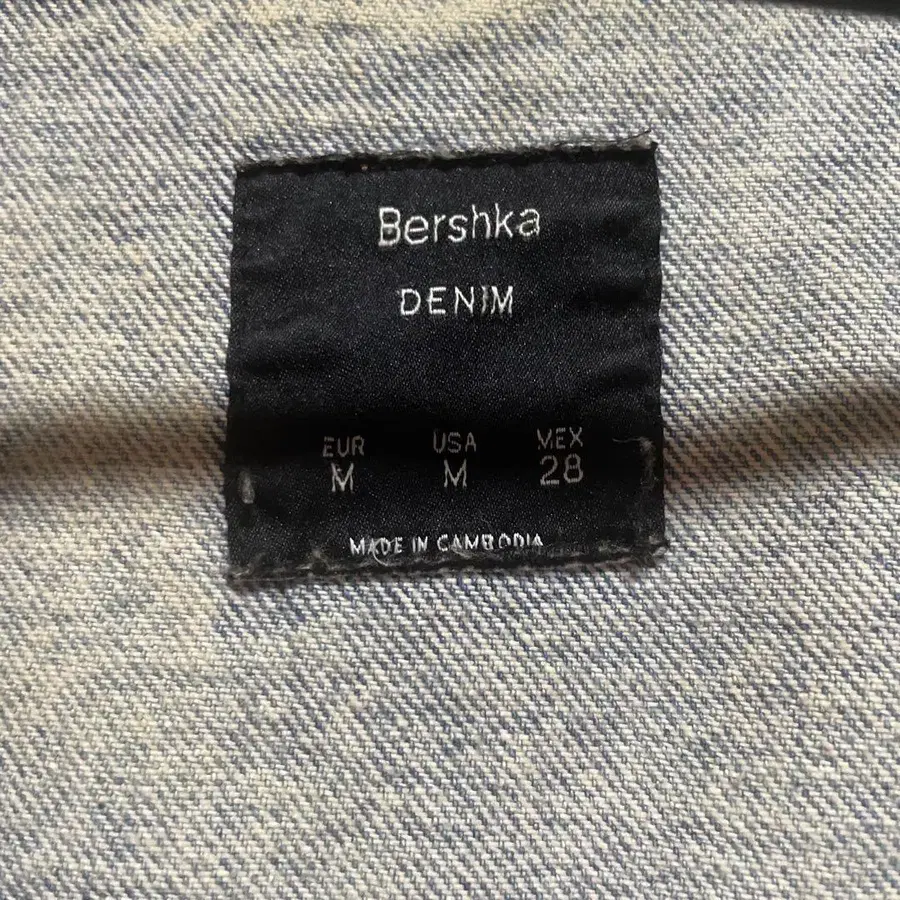 Bershka
DENIM
EUR USA MEX
M M 28
MADE IN CAMBODIA